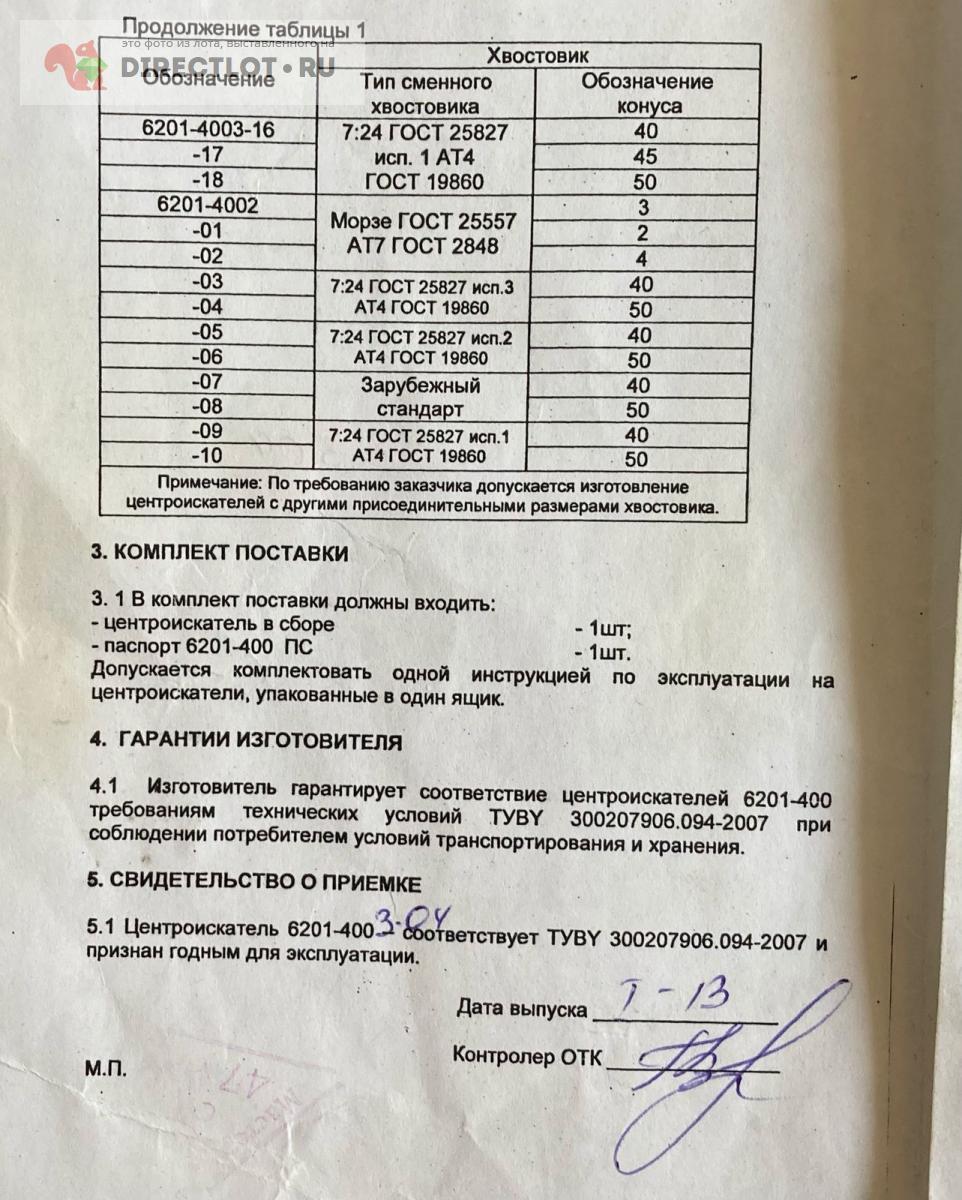 Продолжение таблицы 1
это фото из лота, выставленного на
DIRECTLOT.RU
Обозначение
Хвостовик
Тип сменного хвостовика
Обозначение конуса
6201-4003-16
7:24 ГОСТ 25827
40
-17
исп. 1 АТ4
45
-18
ГОСТ 19860
50
6201-4002
Морзе ГОСТ 25557
3
-01
АТ7 ГОСТ 2848
2
-02
4
-03
7:24 ГОСТ 25827 исп.3
40
-04
АТ4 ГОСТ 19860
50
-05
7:24 ГОСТ 25827 исп.2
40
-06
АТ4 ГОСТ 19860
50
-07
Зарубежный
40
-08
стандарт
50
-09
7:24 ГОСТ 25827 исп.1
40
-10
АТ4 ГОСТ 19860
50
Примечание: По требованию заказчика допускается изготовление
центроискателей с другими присоединительными размерами хвостовика.
3. КОМПЛЕКТ ПОСТАВКИ
3. 1 В комплект поставки должны входить:
- центроискатель в сборе - 1шт;
- паспорт 6201-400 ПС - 1шт.
Допускается комплектовать одной инструкцией по эксплуатации на
центроискатели, упакованные в один ящик.
4. ГАРАНТИИ ИЗГОТОВИТЕЛЯ
4.1 Изготовитель гарантирует соответствие центроискателей 6201-400
требованиям технических условий ТУBY 300207906.094-2007 при
соблюдении потребителем условий транспортирования и хранения.
5. СВИДЕТЕЛЬСТВО О ПРИЕМКЕ
5.1 Центроискатель 6201-400 3-04 соответствует ТУBY 300207906.094-2007 и
признан годным для эксплуатации.
Дата выпуска I-13
Контролер ОТК
М.П.